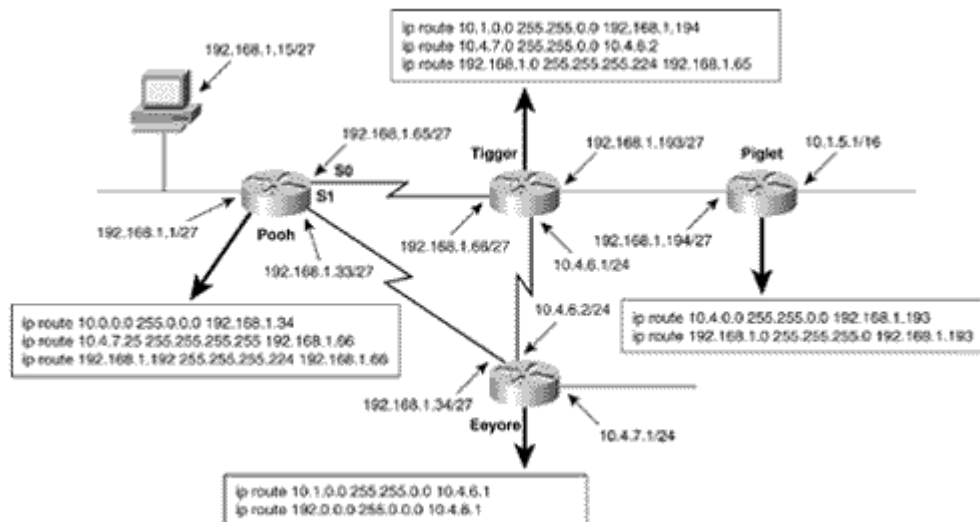 ip route 10.1.0.0 255.255.0.0 192.168.1.194
ip route 10.4.7.0 255.255.0.0 10.4.6.2
ip route 192.168.1.0 255.255.255.224 192.168.1.65
192.168.1.15/27
192.168.1.65/27
Tigger
192.168.1.193/27
Piglet
10.1.5.1/16
S0
S1
192.168.1.1/27
Pooh
192.168.1.66/27
192.168.1.194/27
192.168.1.33/27
10.4.6.1/24
10.4.6.2/24
ip route 10.0.0.0 255.0.0.0 192.168.1.34
ip route 10.4.7.25 255.255.255.255 192.168.1.66
ip route 192.168.1.192 255.255.255.224 192.168.1.66
ip route 10.4.0.0 255.255.0.0 192.168.1.193
ip route 192.168.1.0 255.255.255.0 192.168.1.193
192.168.1.34/27
Eeyore
10.4.7.1/24
ip route 10.1.0.0 255.255.0.0 10.4.6.1
ip route 192.0.0.0 255.0.0.0 10.4.6.1